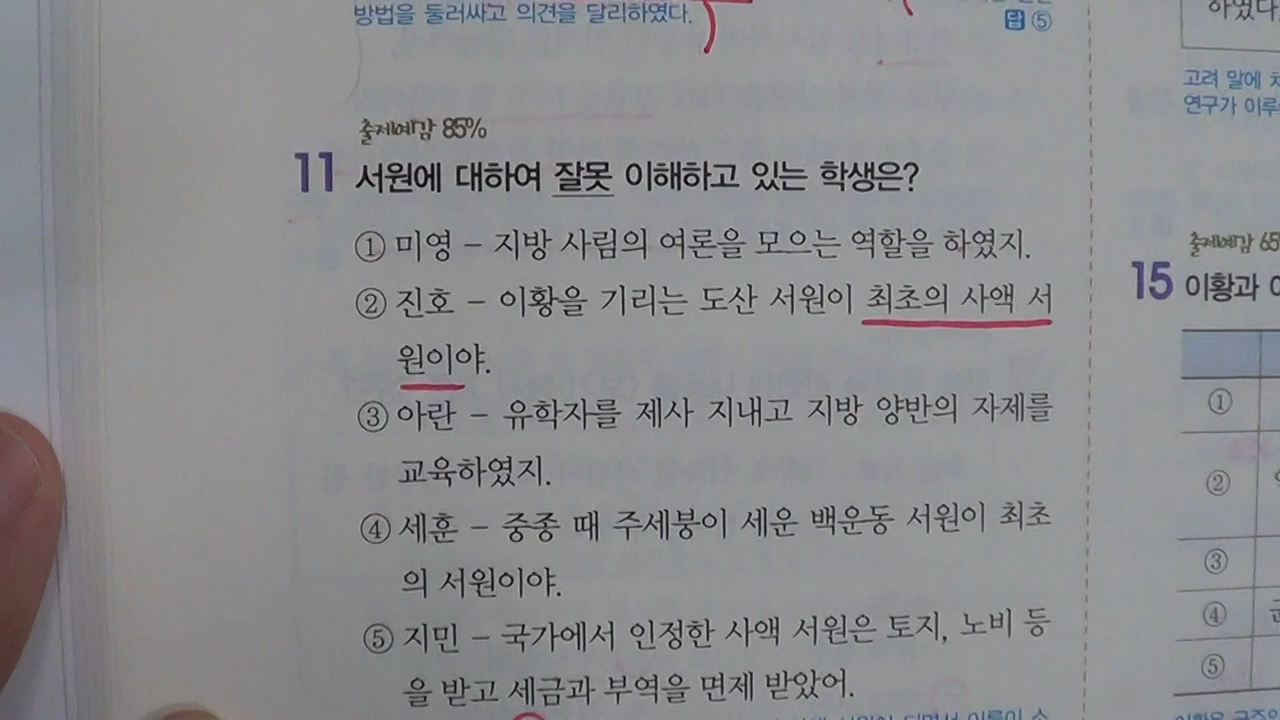 방법을 둘러싸고 의견을 달리하였다.
답 ⑤
출제예감 85%
11 서원에 대하여 잘못 이해하고 있는 학생은?
① 미영 – 지방 사림의 여론을 모으는 역할을 하였지.
② 진호 – 이황을 기리는 도산 서원이 최초의 사액 서
원이야.
③ 아란 – 유학자를 제사 지내고 지방 양반의 자제를
교육하였지.
④ 세훈 – 중종 때 주세붕이 세운 백운동 서원이 최초
의 서원이야.
⑤ 지민 – 국가에서 인정한 사액 서원은 토지, 노비 등
을 받고 세금과 부역을 면제 받았어.
하였다
고려 말에
연구가
출제예감
15 이황과
①
②
③
④
⑤